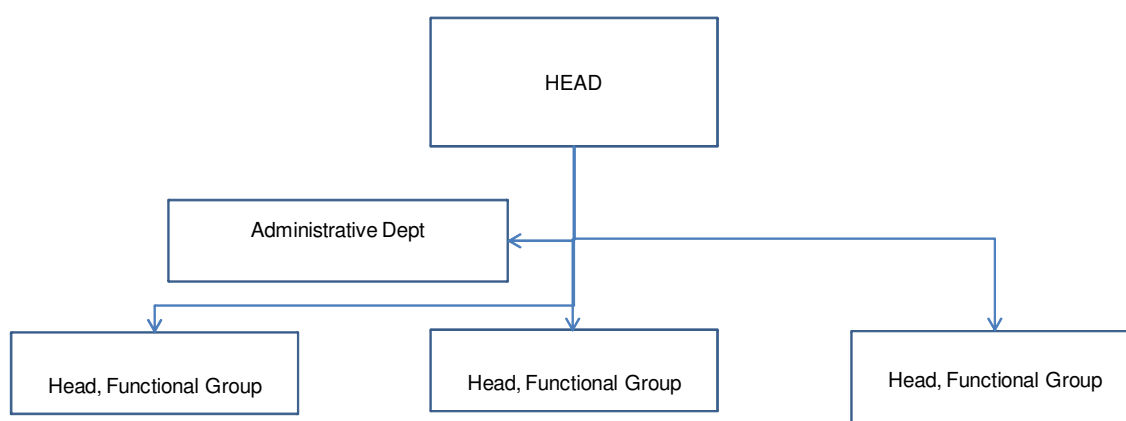 HEAD
Administrative Dept
Head, Functional Group
Head, Functional Group
Head, Functional Group